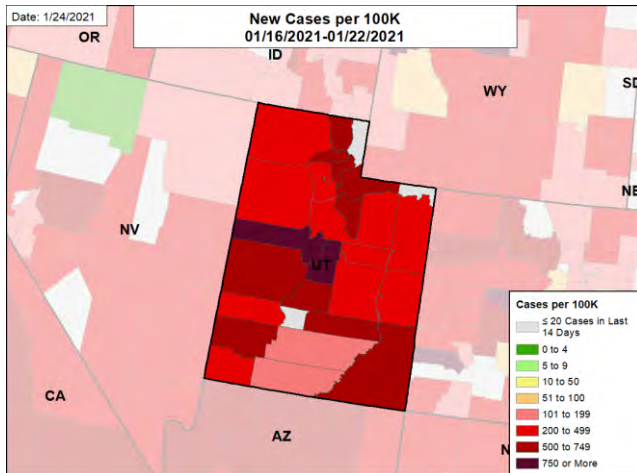 Date: 1/24/2021
New Cases per 100K
01/16/2021-01/22/2021
OR
ID
WY
SD
NE
NV
UT
CA
AZ
N
Cases per 100K
≤ 20 Cases in Last
14 Days
0 to 4
5 to 9
10 to 50
51 to 100
101 to 199
200 to 499
500 to 749
750 or More